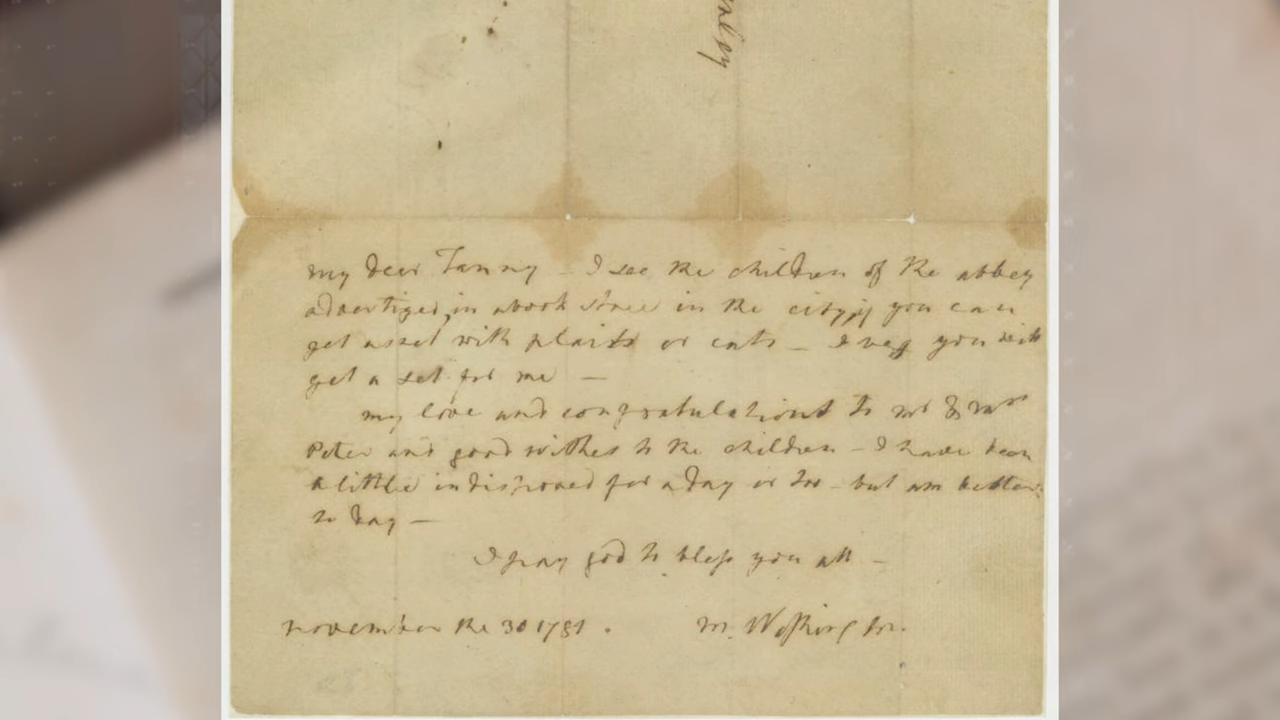 my dear Fanny – I see the children of the abbey
advertized in a book store in the city, if you can
get a set with plaits or cuts – I beg you will
get a set for me –
my love and congratulations to mr & mrs
Peter and good wishes to the children – I have been
a little indisposed for a day or two – but am better
to day –
I pray god to bless you all –
november the 30 1781 . M. Washington.